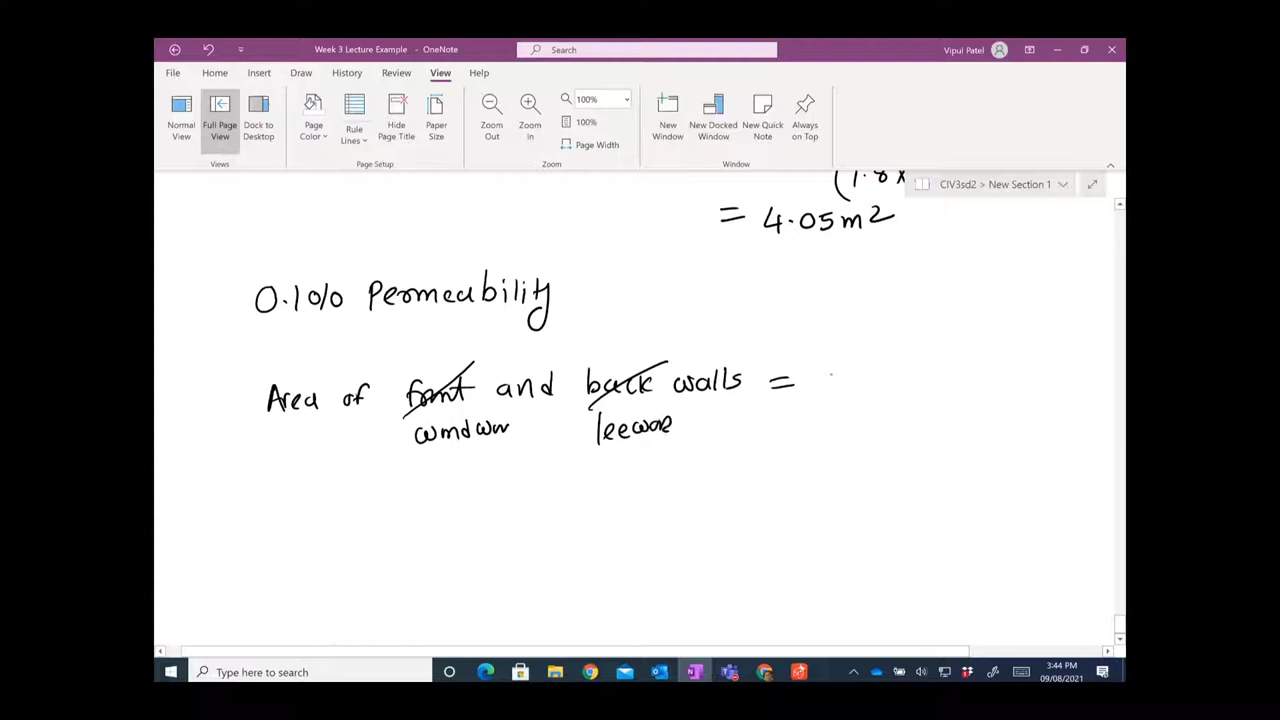 Week 3 Lecture Example - OneNote
Search
Vipul Patel
File Home Insert Draw History Review View Help
Normal View
Full Page View
Dock to Desktop
Views
Page Color
Rule Lines
Hide Page Title
Paper Size
Page Setup
Zoom Out
Zoom In
100%
100%
Page Width
Zoom
New Window
New Docked Window
New Quick Note
Always on Top
Window
(1.8x
CIV3sd2 > New Section 1
= 4.05m2
0.1% Permeability
Area of front and back walls =
Type here to search
3:44 PM
09/08/2021